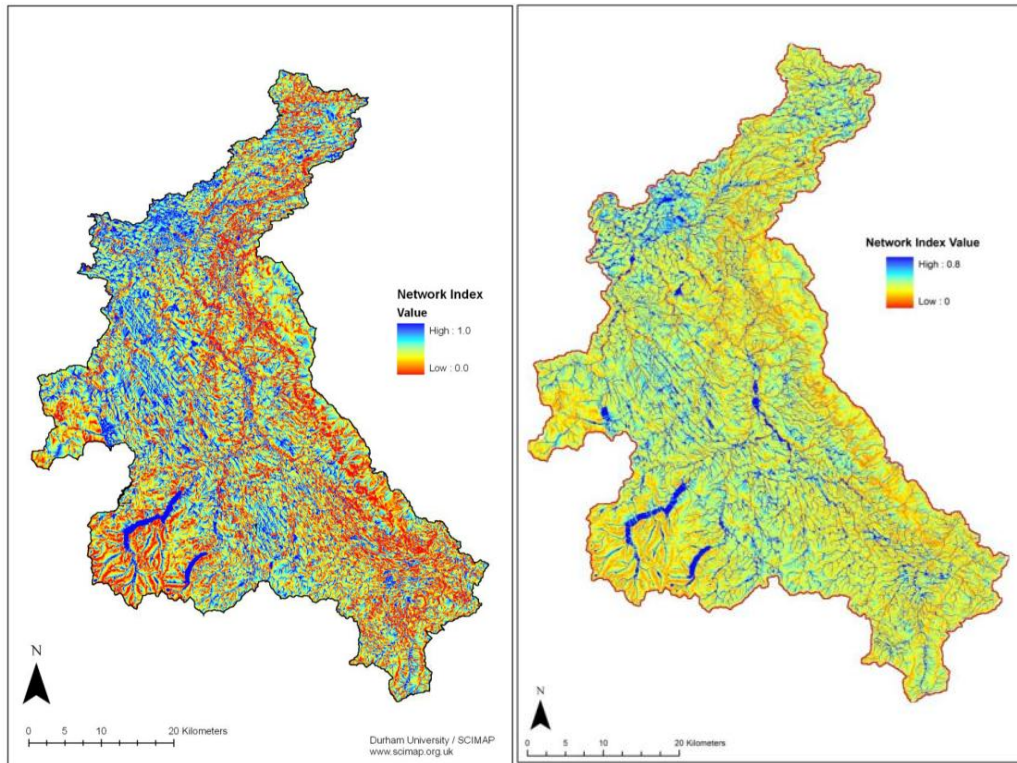 Network Index
Value
High : 1.0
Low : 0.0
N
0 5 10 20 Kilometers
Durham University / SCIMAP
www.scimap.org.uk
Network Index Value
High : 0.8
Low : 0
N
0 5 10 20 Kilometers